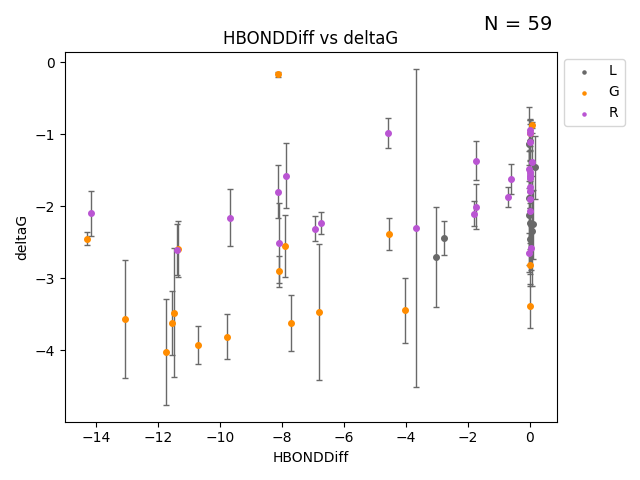 N = 59
HBONDDiff vs deltaG
L
G
R
0
−1
−2
−3
−4
deltaG
−14 −12 −10 −8 −6 −4 −2 0
HBONDDiff